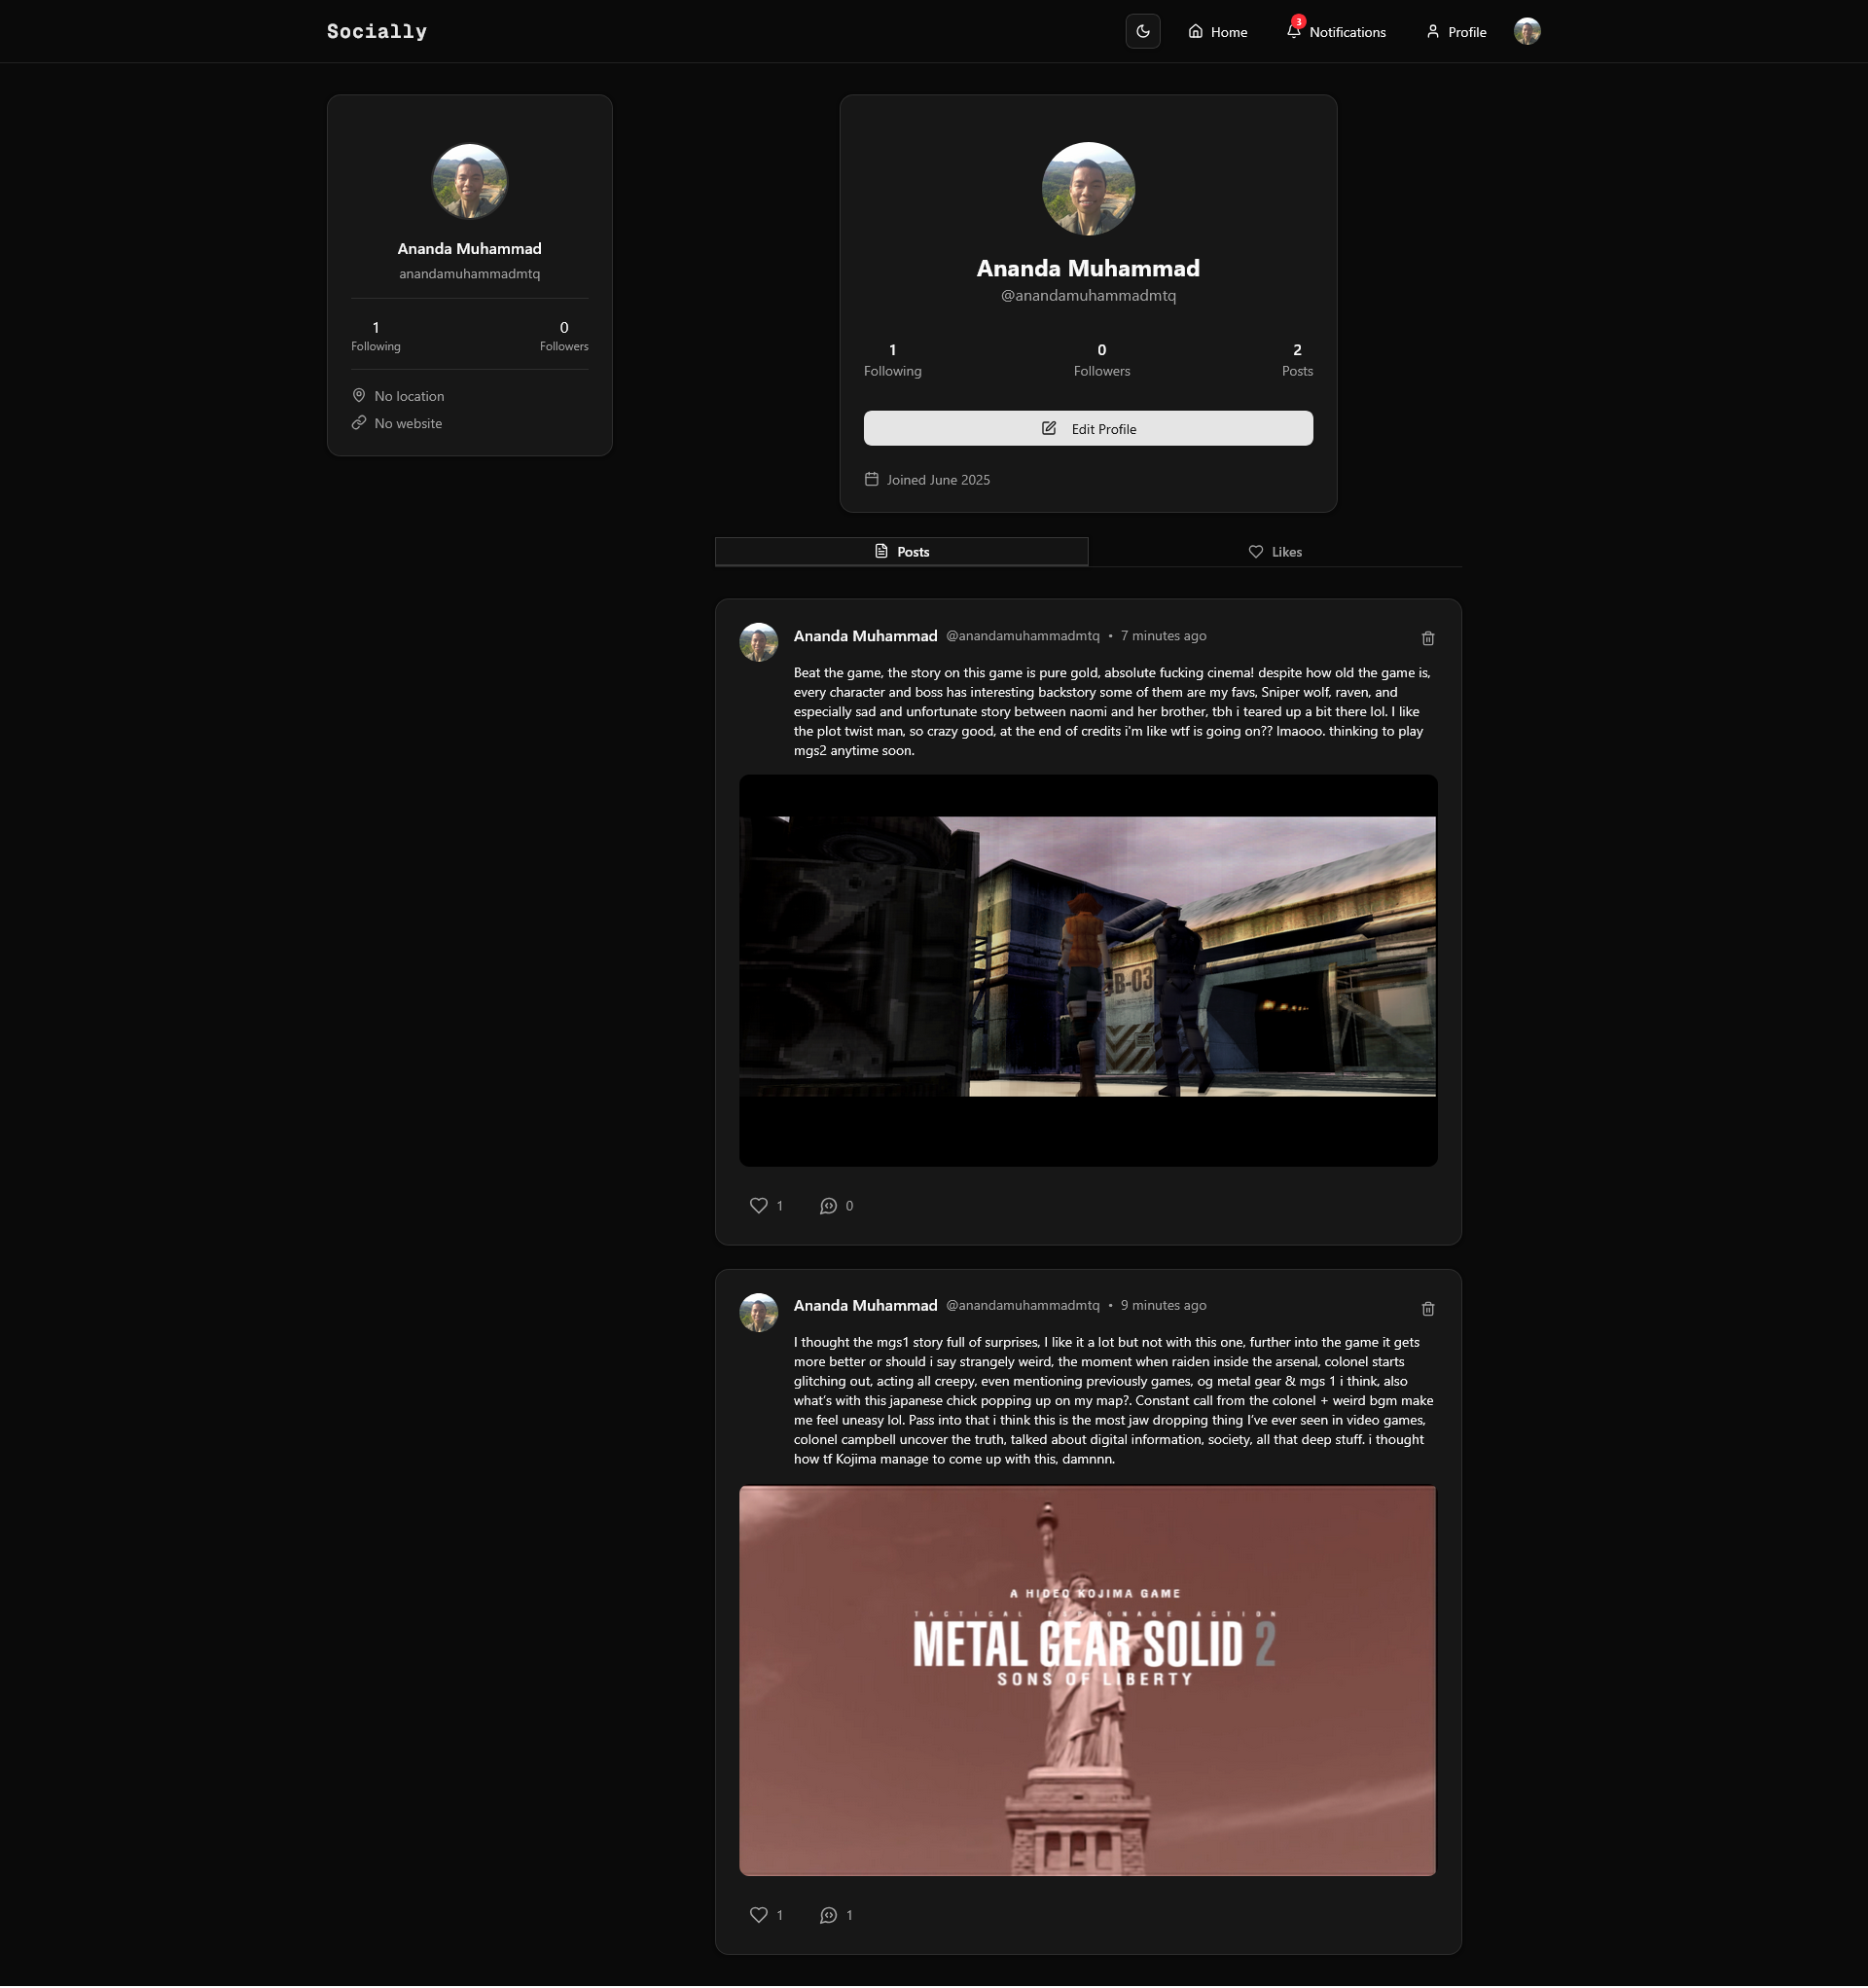 Socially
3
Home
Notifications
Profile
Ananda Muhammad
anandamuhammadmtq
1
Following
0
Followers
No location
No website
Ananda Muhammad
@anandamuhammadmtq
1
Following
0
Followers
2
Posts
Edit Profile
Joined June 2025
Posts
Likes
Ananda Muhammad @anandamuhammadmtq • 7 minutes ago
Beat the game, the story on this game is pure gold, absolute fucking cinema! despite how old the game is,
every character and boss has interesting backstory some of them are my favs, Sniper wolf, raven, and
especially sad and unfortunate story between naomi and her brother, tbh i teared up a bit there lol. I like
the plot twist man, so crazy good, at the end of credits i'm like wtf is going on?? lmaooo. thinking to play
mgs2 anytime soon.
B-03
1
0
Ananda Muhammad @anandamuhammadmtq • 9 minutes ago
I thought the mgs1 story full of surprises, I like it a lot but not with this one, further into the game it gets
more better or should i say strangely weird, the moment when raiden inside the arsenal, colonel starts
glitching out, acting all creepy, even mentioning previously games, og metal gear & mgs 1 i think, also
what's with this japanese chick popping up on my map?. Constant call from the colonel + weird bgm make
me feel uneasy lol. Pass into that i think this is the most jaw dropping thing I've ever seen in video games,
colonel campbell uncover the truth, talked about digital information, society, all that deep stuff. i thought
how tf Kojima manage to come up with this, damnnn.
A HIDEO KOJIMA GAME
TACTICAL ESPIONAGE ACTION
METAL GEAR SOLID 2
SONS OF LIBERTY
1
1